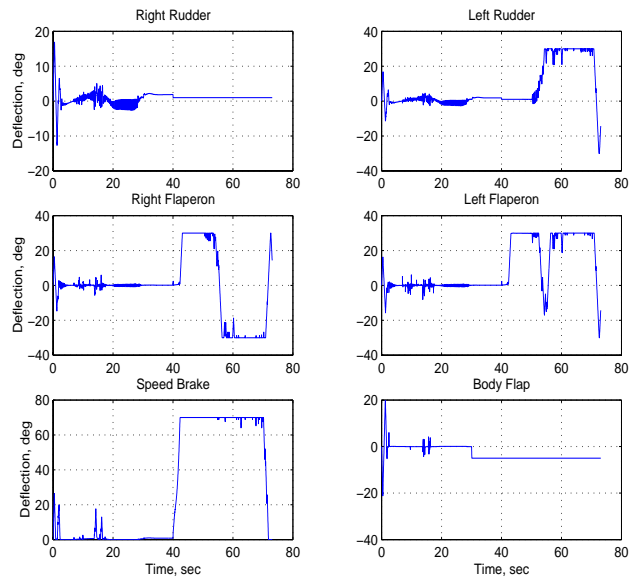 Right Rudder
Left Rudder
20
10
0
−10
−20
Deflection, deg
0 20 40 60 80
40
20
0
−20
−40
0 20 40 60 80
Right Flaperon
Left Flaperon
40
20
0
−20
−40
Deflection, deg
0 20 40 60 80
40
20
0
−20
−40
0 20 40 60 80
Speed Brake
Body Flap
80
60
40
20
0
Deflection, deg
0 20 40 60 80
Time, sec
20
0
−20
−40
0 20 40 60 80
Time, sec